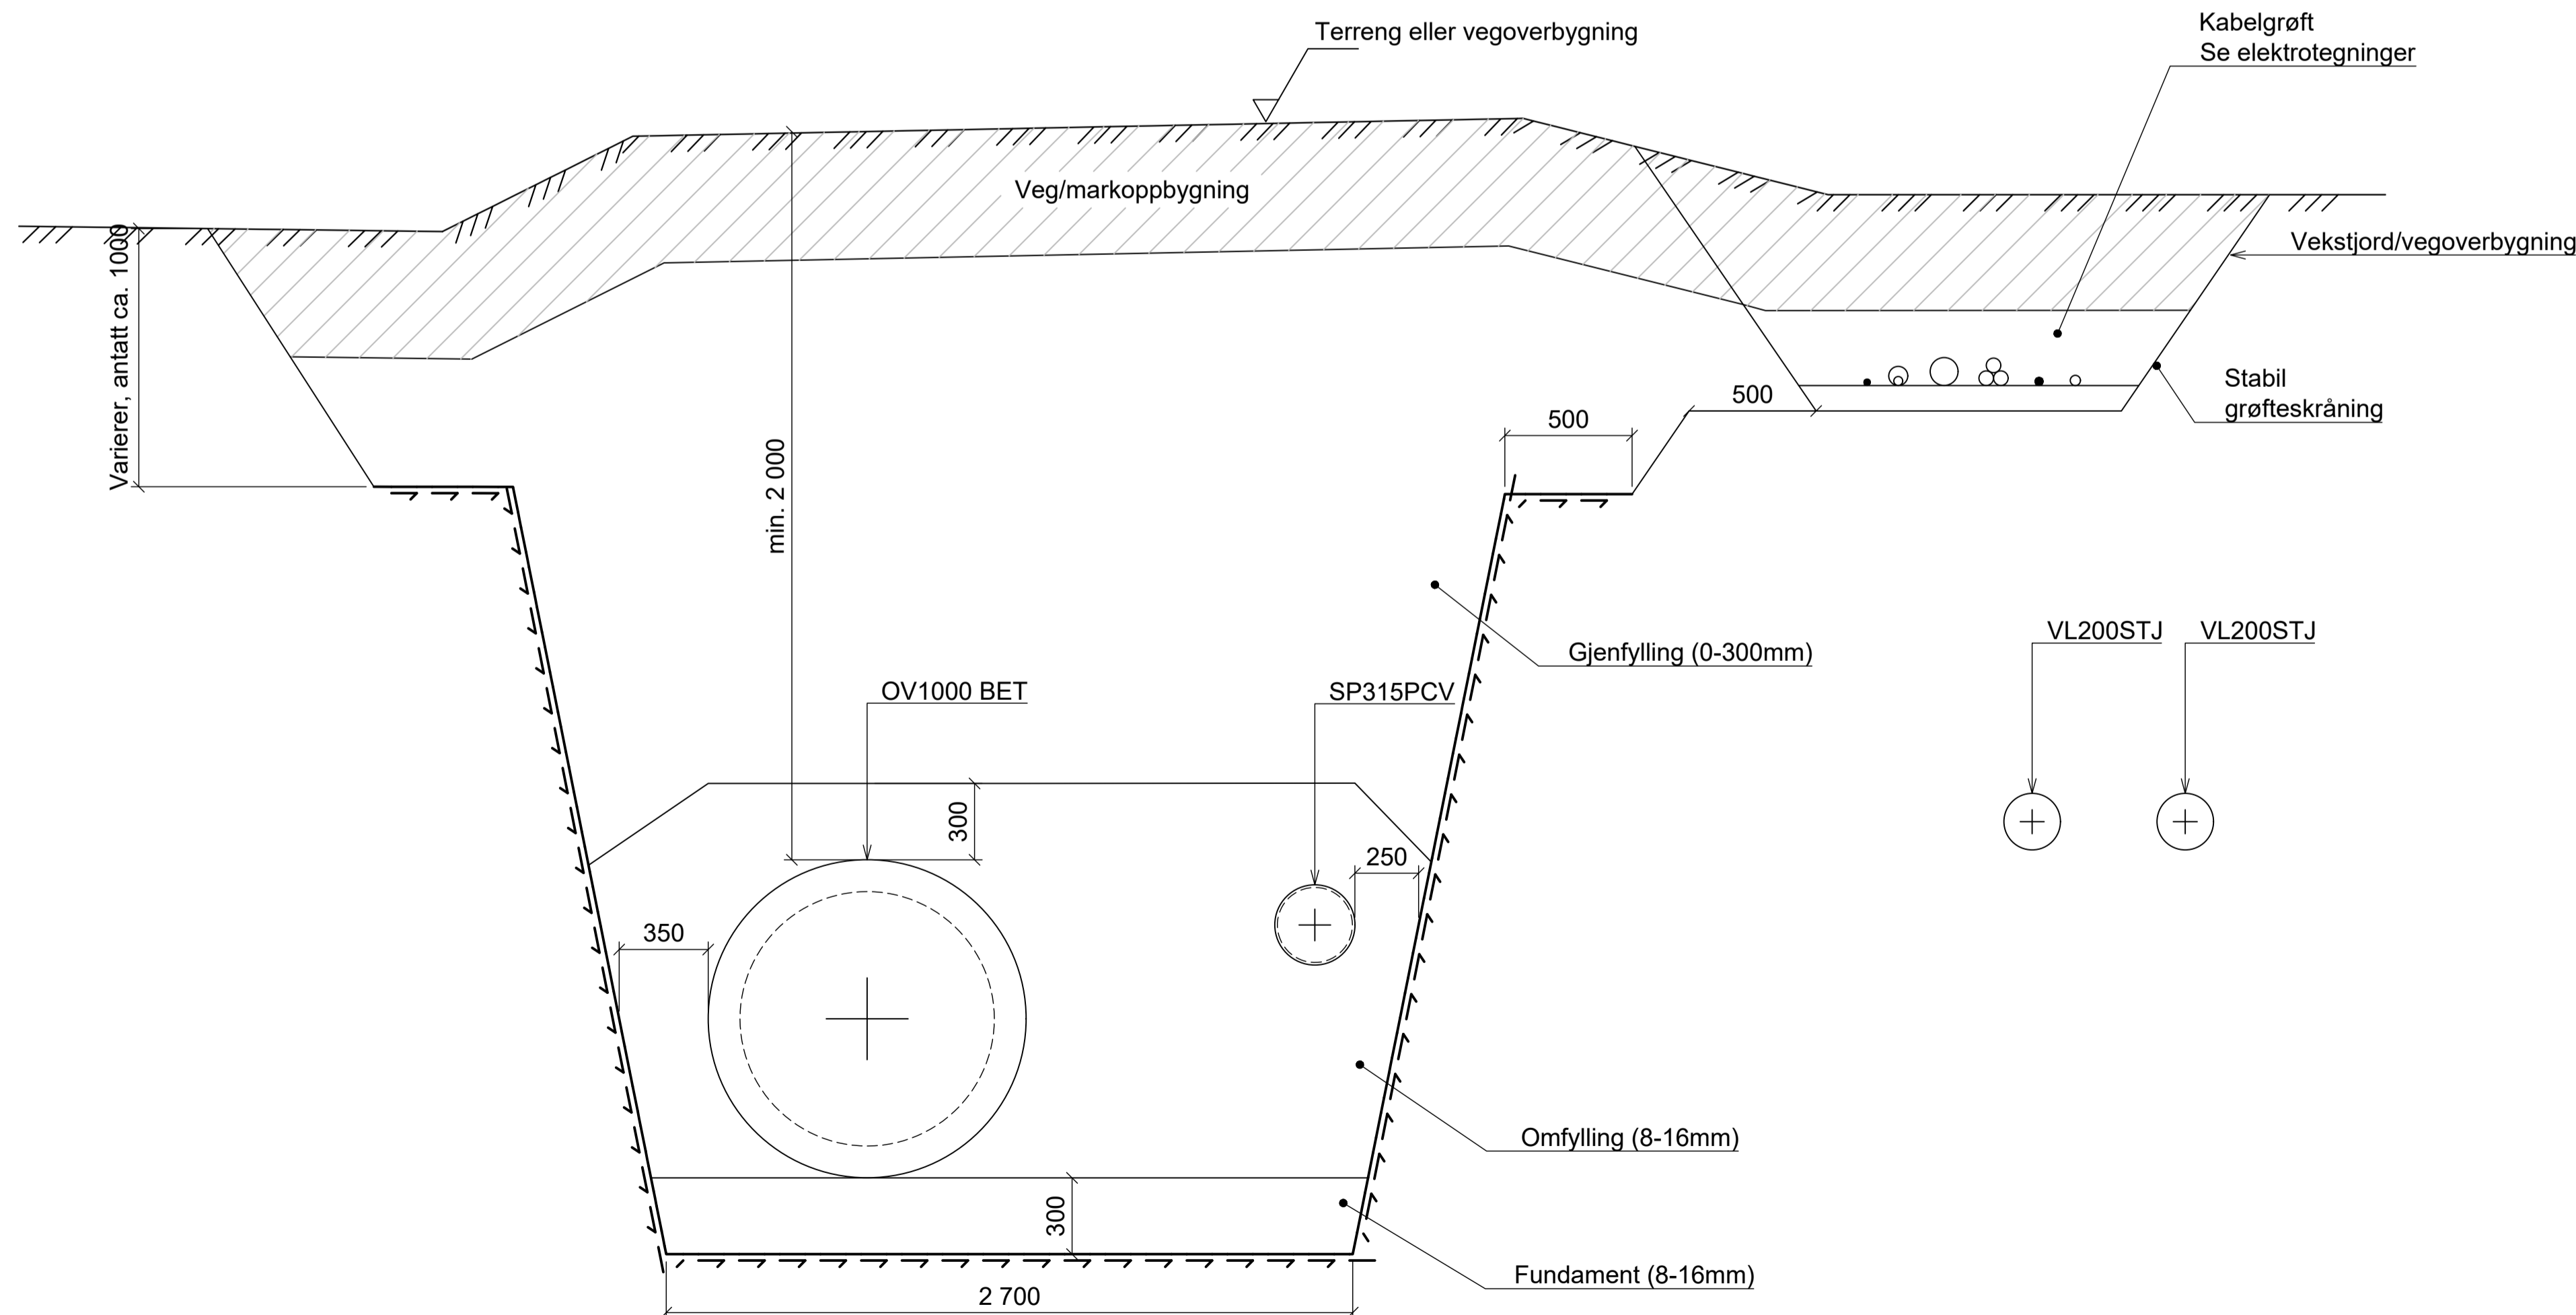 Kabelgrøft
Se elektrotegninger
Terreng eller vegoverbygning
Veg/markoppbygning
Vekstjord/vegoverbygning
Varierer, antatt ca. 1000
Stabil
grøfteskråning
500
500
min. 2 000
VL200STJ
VL200STJ
Gjenfylling (0-300mm)
OV1000 BET
SP315PCV
300
250
350
Omfylling (8-16mm)
300
Fundament (8-16mm)
2 700